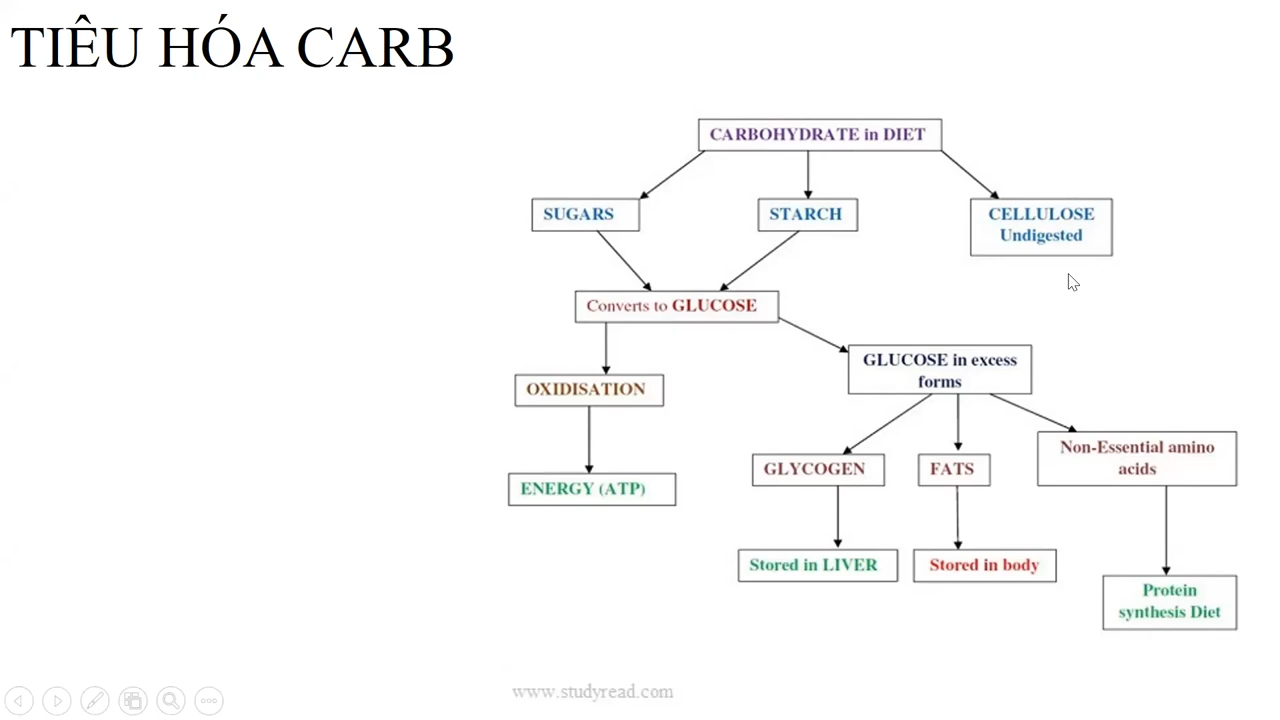 TIÊU HÓA CARB
CARBOHYDRATE in DIET
SUGARS
STARCH
CELLULOSE
Undigested
Converts to GLUCOSE
GLUCOSE in excess
forms
OXIDISATION
Non-Essential amino
acids
GLYCOGEN
FATS
ENERGY (ATP)
Stored in LIVER
Stored in body
Protein
synthesis Diet
www.studyread.com